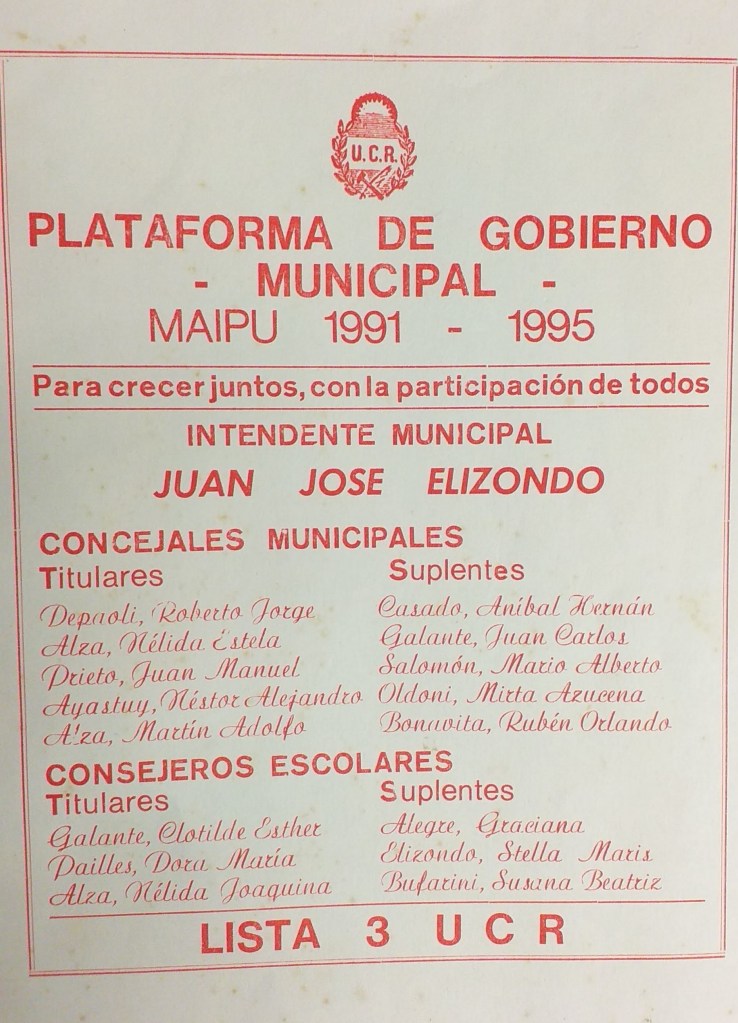 U.C.R.
PLATAFORMA DE GOBIERNO
- MUNICIPAL -
MAIPU 1991 - 1995
Para crecer juntos, con la participación de todos
INTENDENTE MUNICIPAL
JUAN JOSE ELIZONDO
CONCEJALES MUNICIPALES
Titulares Suplentes
Depaoli, Roberto Jorge Casado, Aníbal Hernán
Alza, Nélida Estela Galante, Juan Carlos
Prieto, Juan Manuel Salomón, Mario Alberto
Ayastuy, Néstor Alejandro Oldoni, Mirta Azucena
Alza, Martín Adolfo Bonavita, Rubén Orlando
CONSEJEROS ESCOLARES
Titulares Suplentes
Galante, Clotilde Esther Alegre, Graciana
Pailles, Dora María Elizondo, Stella Maris
Alza, Nélida Joaquina Bufarini, Susana Beatriz
LISTA 3 UCR